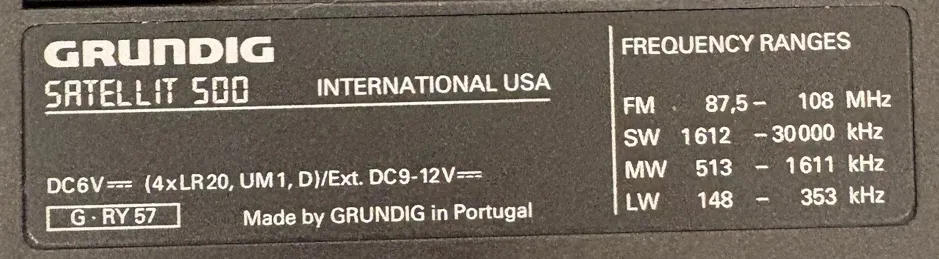 GRUNDIG
SATELLIT 500 INTERNATIONAL USA
DC6V⎓ (4xLR20, UM1, D)/Ext. DC9-12V⎓
G · RY 57 Made by GRUNDIG in Portugal
FREQUENCY RANGES
FM 87,5 – 108 MHz
SW 1612 – 30000 kHz
MW 513 – 1611 kHz
LW 148 – 353 kHz